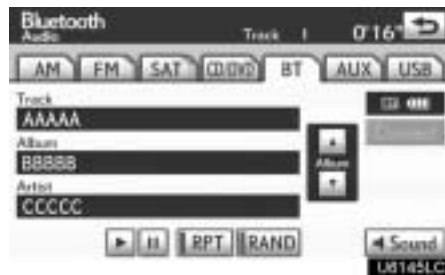 Bluetooth
Audio
Track 1 0'16"
AM FM SAT CD/DVD BT AUX USB
Track
AAAAA
Album
BBBBB
Album
Artist
CCCCC
RPT RAND
Sound
U6145LC